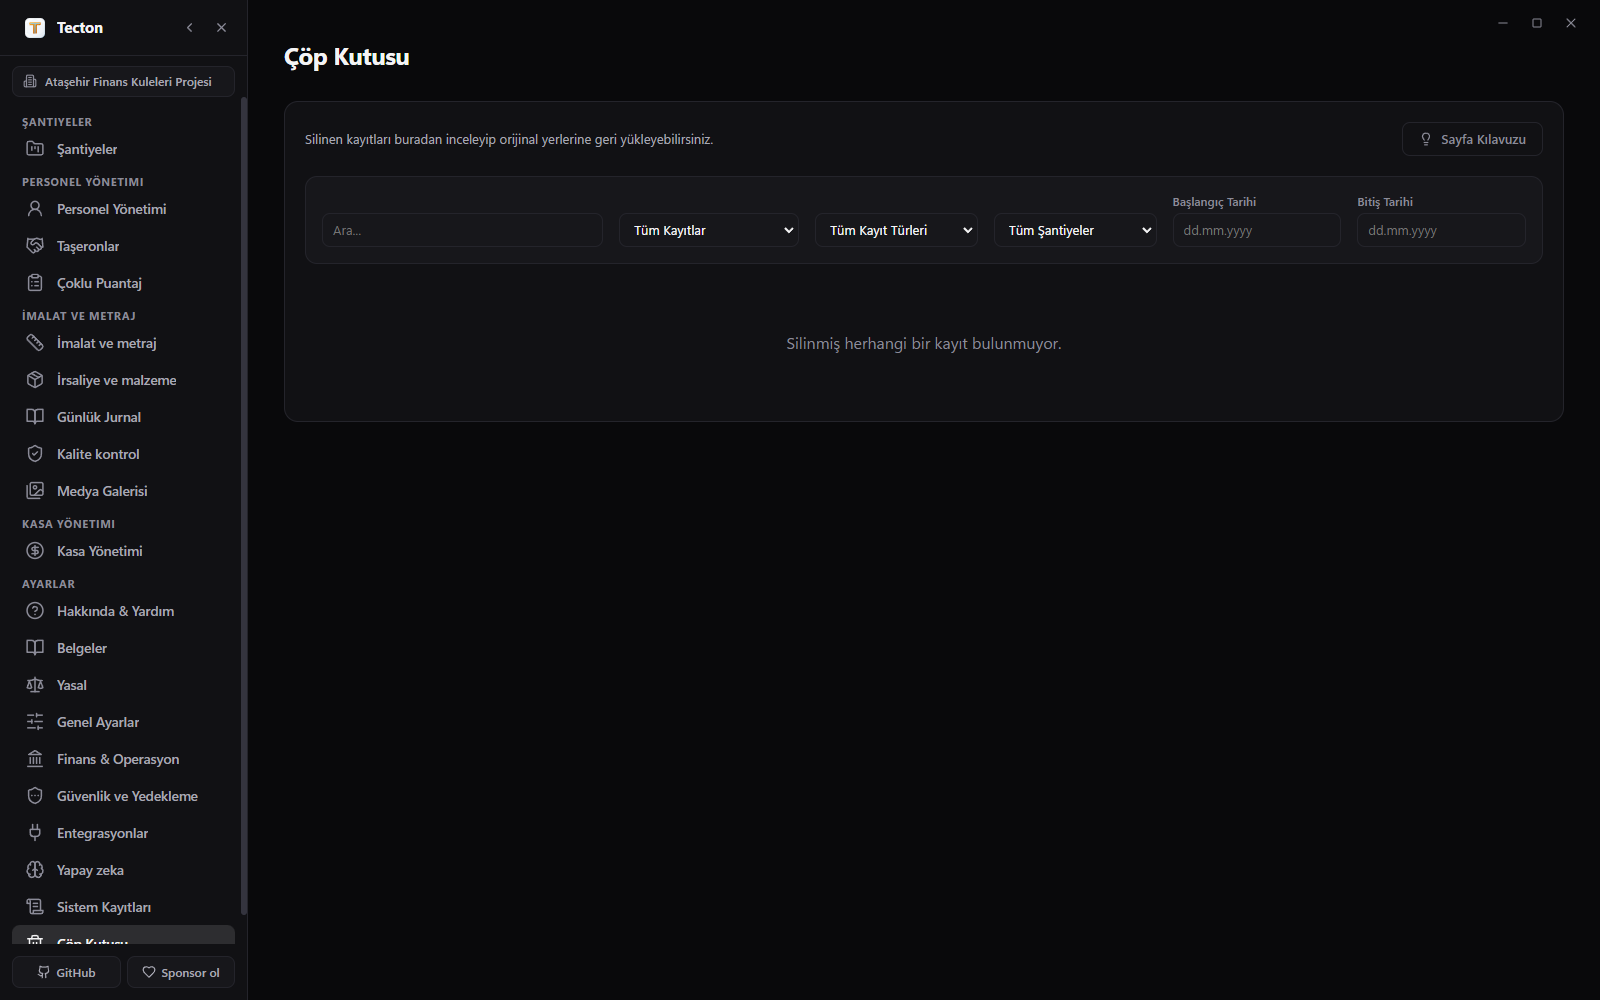 Tecton
Ataşehir Finans Kuleleri Projesi
ŞANTIYELER
Şantiyeler
PERSONEL YÖNETIMI
Personel Yönetimi
Taşeronlar
Çoklu Puantaj
İMALAT VE METRAJ
İmalat ve metraj
İrsaliye ve malzeme
Günlük Jurnal
Kalite kontrol
Medya Galerisi
KASA YÖNETIMI
Kasa Yönetimi
AYARLAR
Hakkında & Yardım
Belgeler
Yasal
Genel Ayarlar
Finans & Operasyon
Güvenlik ve Yedekleme
Entegrasyonlar
Yapay zeka
Sistem Kayıtları
Çöp Kutusu
GitHub
Sponsor ol
Çöp Kutusu
Silinen kayıtları buradan inceleyip orijinal yerlerine geri yükleyebilirsiniz.
Sayfa Kılavuzu
Ara...
Tüm Kayıtlar
Tüm Kayıt Türleri
Tüm Şantiyeler
Başlangıç Tarihi
dd.mm.yyyy
Bitiş Tarihi
dd.mm.yyyy
Silinmiş herhangi bir kayıt bulunmuyor.